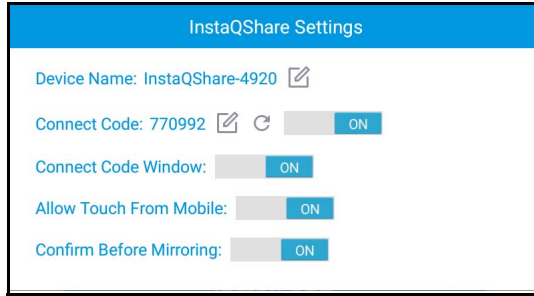 InstaQShare Settings
Device Name: InstaQShare-4920
Connect Code: 770992 ON
Connect Code Window: ON
Allow Touch From Mobile: ON
Confirm Before Mirroring: ON